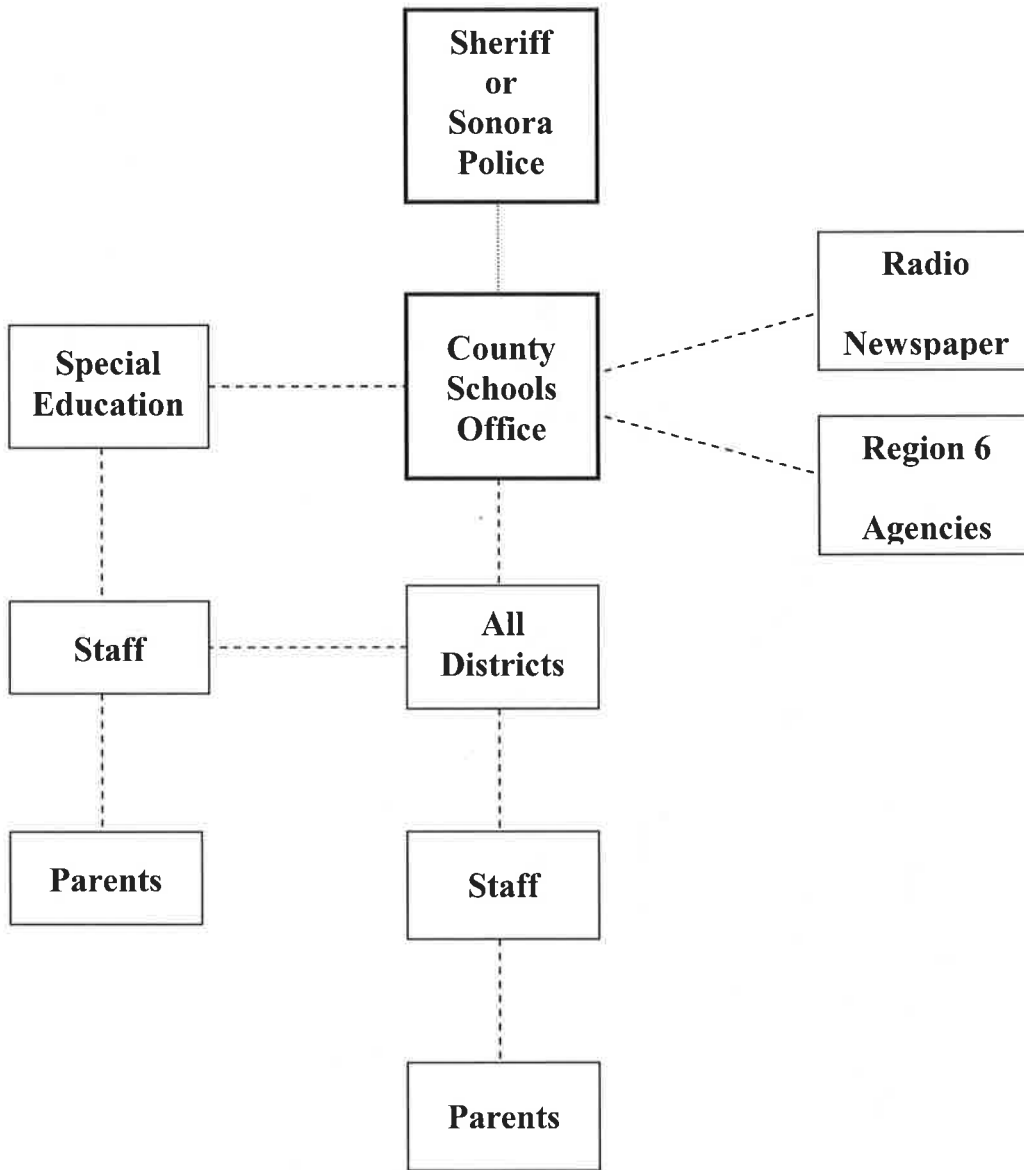 Sheriff
or
Sonora
Police
Radio
Newspaper
County
Schools
Office
Special
Education
Region 6
Agencies
Staff
All
Districts
Parents
Staff
Parents